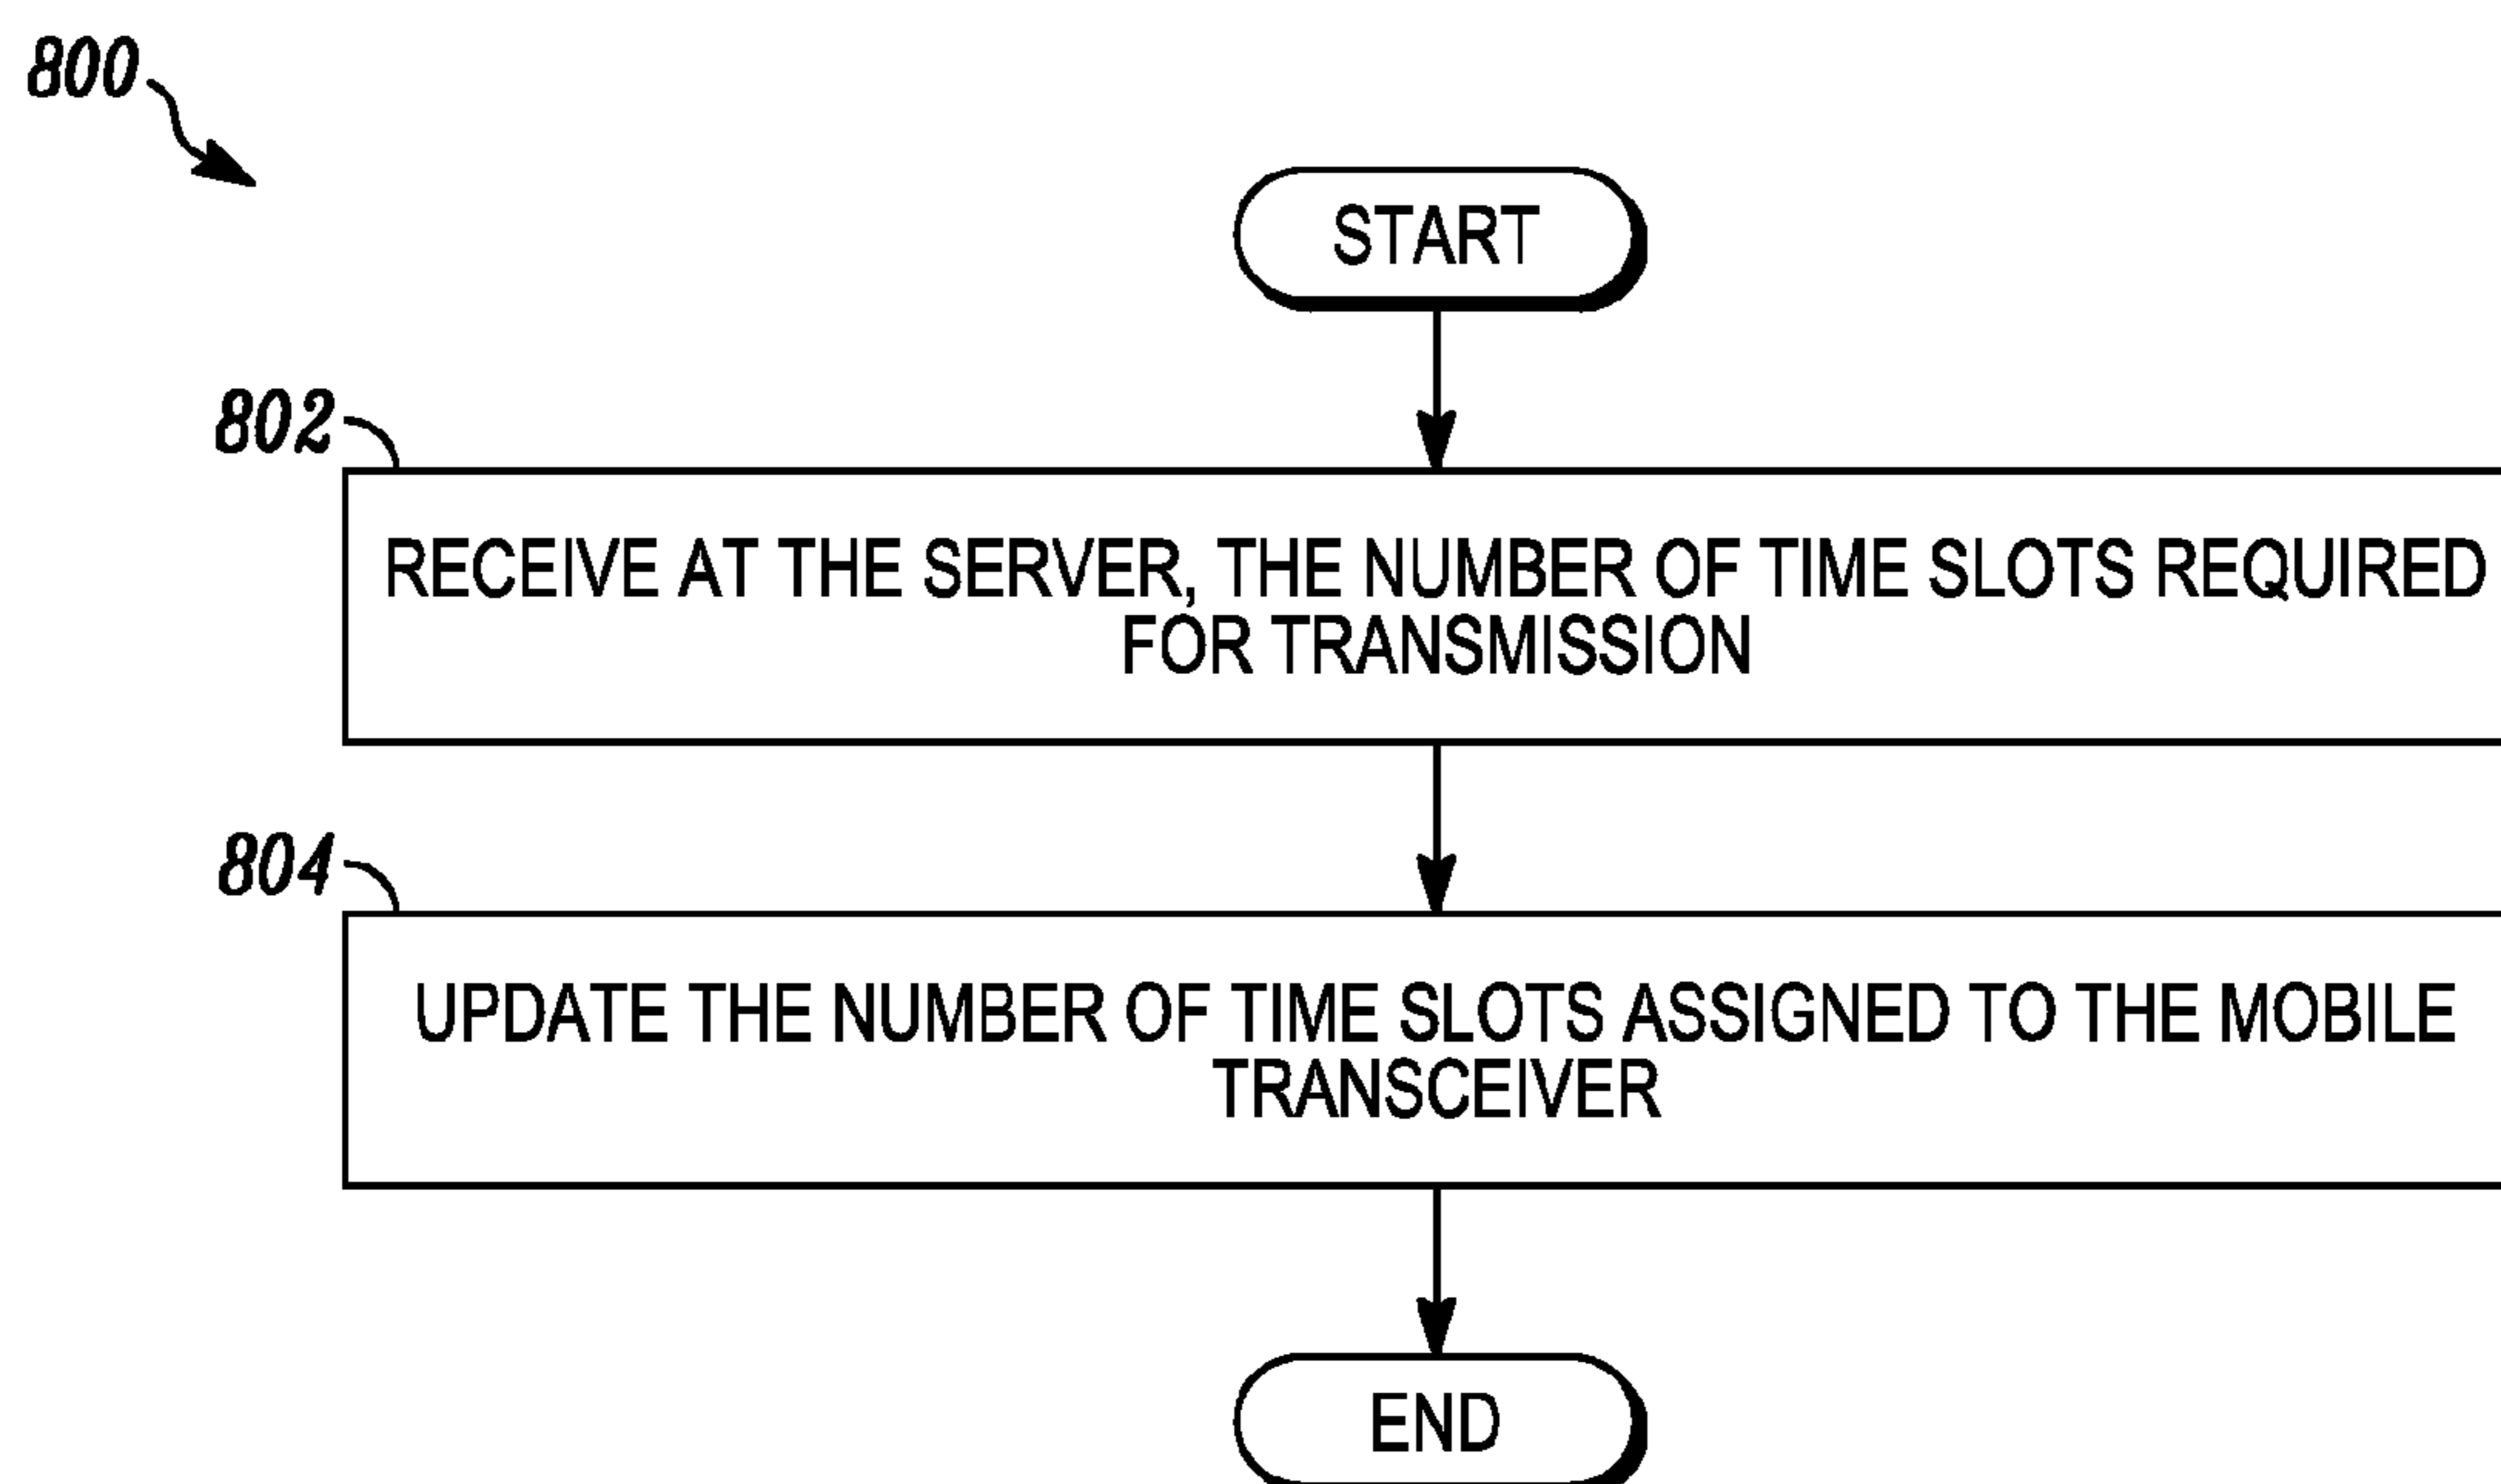 800
START
802
RECEIVE AT THE SERVER, THE NUMBER OF TIME SLOTS REQUIRED
FOR TRANSMISSION
804
UPDATE THE NUMBER OF TIME SLOTS ASSIGNED TO THE MOBILE
TRANSCEIVER
END